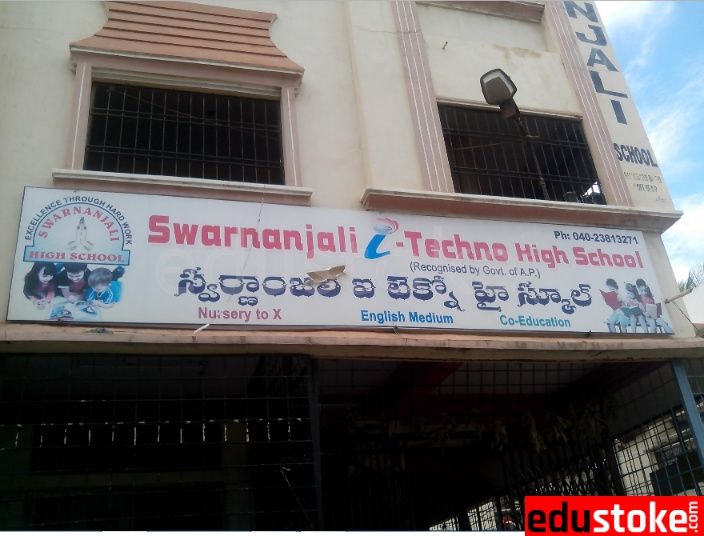 NJALI
SCHOOL
EXCELLENCE THROUGH HARD WORK
SWARNANJALI
HIGH SCHOOL
Swarnanjali i-Techno High School
Ph: 040-23813271
(Recognised by Govt. of A.P.)
స్వర్ణాంజలి ఐ టెక్నో హై స్కూల్
Nursery to X
English Medium
Co-Education
edustoke.com